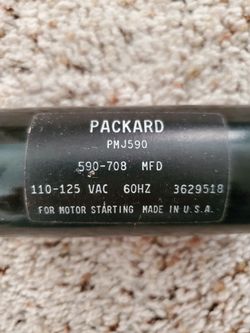 PACKARD
PMJ590
590-708 MFD
110-125 VAC 60HZ 3629518
FOR MOTOR STARTING MADE IN U.S.A.